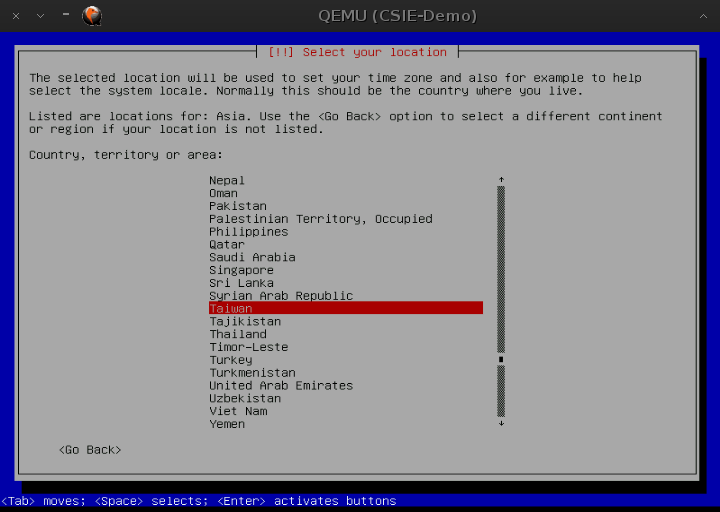 QEMU (CSIE-Demo)
[!!] Select your location
The selected location will be used to set your time zone and also for example to help
select the system locale. Normally this should be the country where you live.
Listed are locations for: Asia. Use the <Go Back> option to select a different continent
or region if your location is not listed.
Country, territory or area:
Nepal
Oman
Pakistan
Palestinian Territory, Occupied
Philippines
Qatar
Saudi Arabia
Singapore
Sri Lanka
Syrian Arab Republic
Taiwan
Tajikistan
Thailand
Timor-Leste
Turkey
Turkmenistan
United Arab Emirates
Uzbekistan
Viet Nam
Yemen
<Go Back>
<Tab> moves; <Space> selects; <Enter> activates buttons